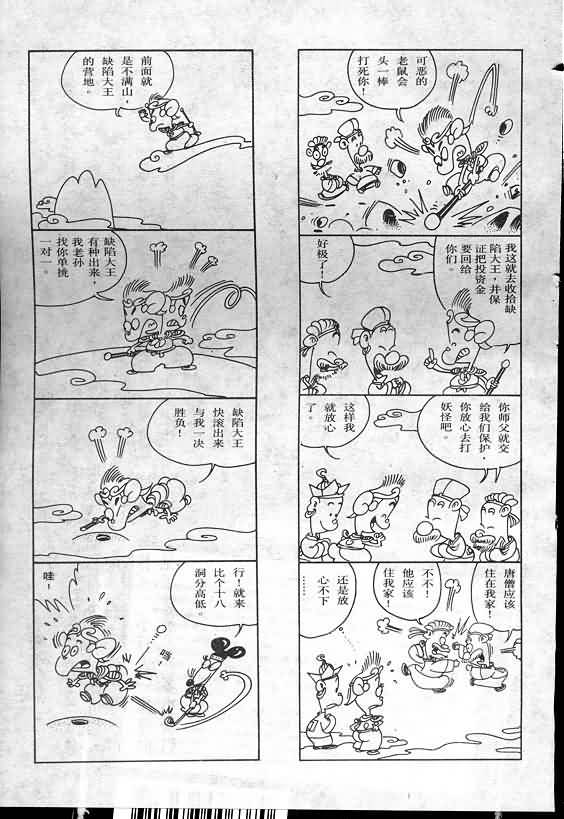 可恶的
老鼠会
头一棒
打死你！
我这就去收拾缺
陷大王，并保
证把投资金
要回给
你们。
好极了！
你师父就交
给我们保护，
你放心去打
妖怪吧。
这样我
就放心
了。
唐僧应该
住在我家！
不不！
他应该
住我家！
还是放
心不下
……
前面就
是不满山，
缺陷大王
的营地。
缺陷大王
有种出来，
我老孙
找你单挑
一对一。
缺陷大王
快滚出来
与我一决
胜负！
行！就来
比个十八
洞分高低。
嗨！
哇！